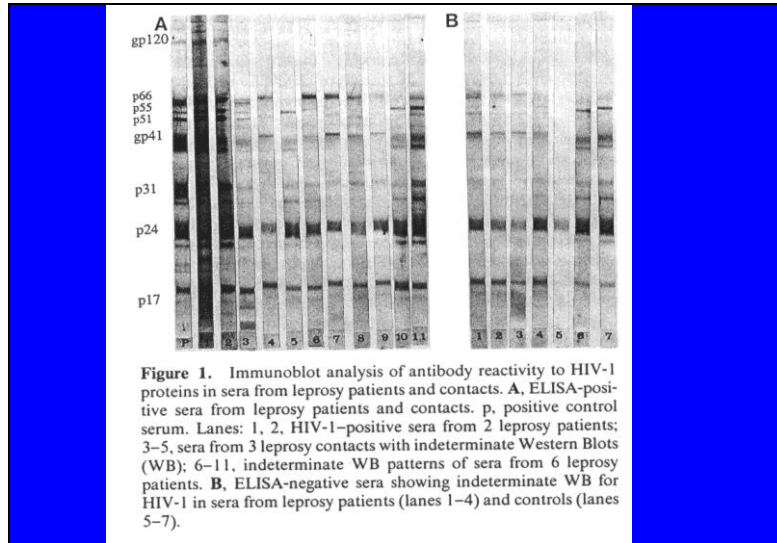 A
B
gp120
p66
p55
p51
gp41
p31
p24
p17
P 1 2 3 4 5 6 7 8 9 10 11
1 2 3 4 5 6 7
Figure 1. Immunoblot analysis of antibody reactivity to HIV-1
proteins in sera from leprosy patients and contacts. A, ELISA-posi-
tive sera from leprosy patients and contacts. p, positive control
serum. Lanes: 1, 2, HIV-1–positive sera from 2 leprosy patients;
3–5, sera from 3 leprosy contacts with indeterminate Western Blots
(WB); 6–11, indeterminate WB patterns of sera from 6 leprosy
patients. B, ELISA-negative sera showing indeterminate WB for
HIV-1 in sera from leprosy patients (lanes 1–4) and controls (lanes
5–7).